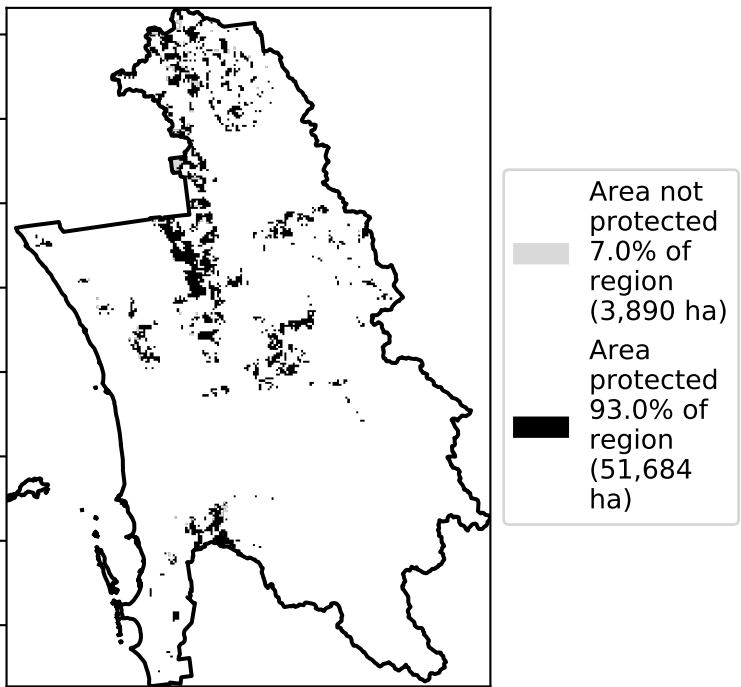 Area not
protected
7.0% of
region
(3,890 ha)
Area
protected
93.0% of
region
(51,684
ha)